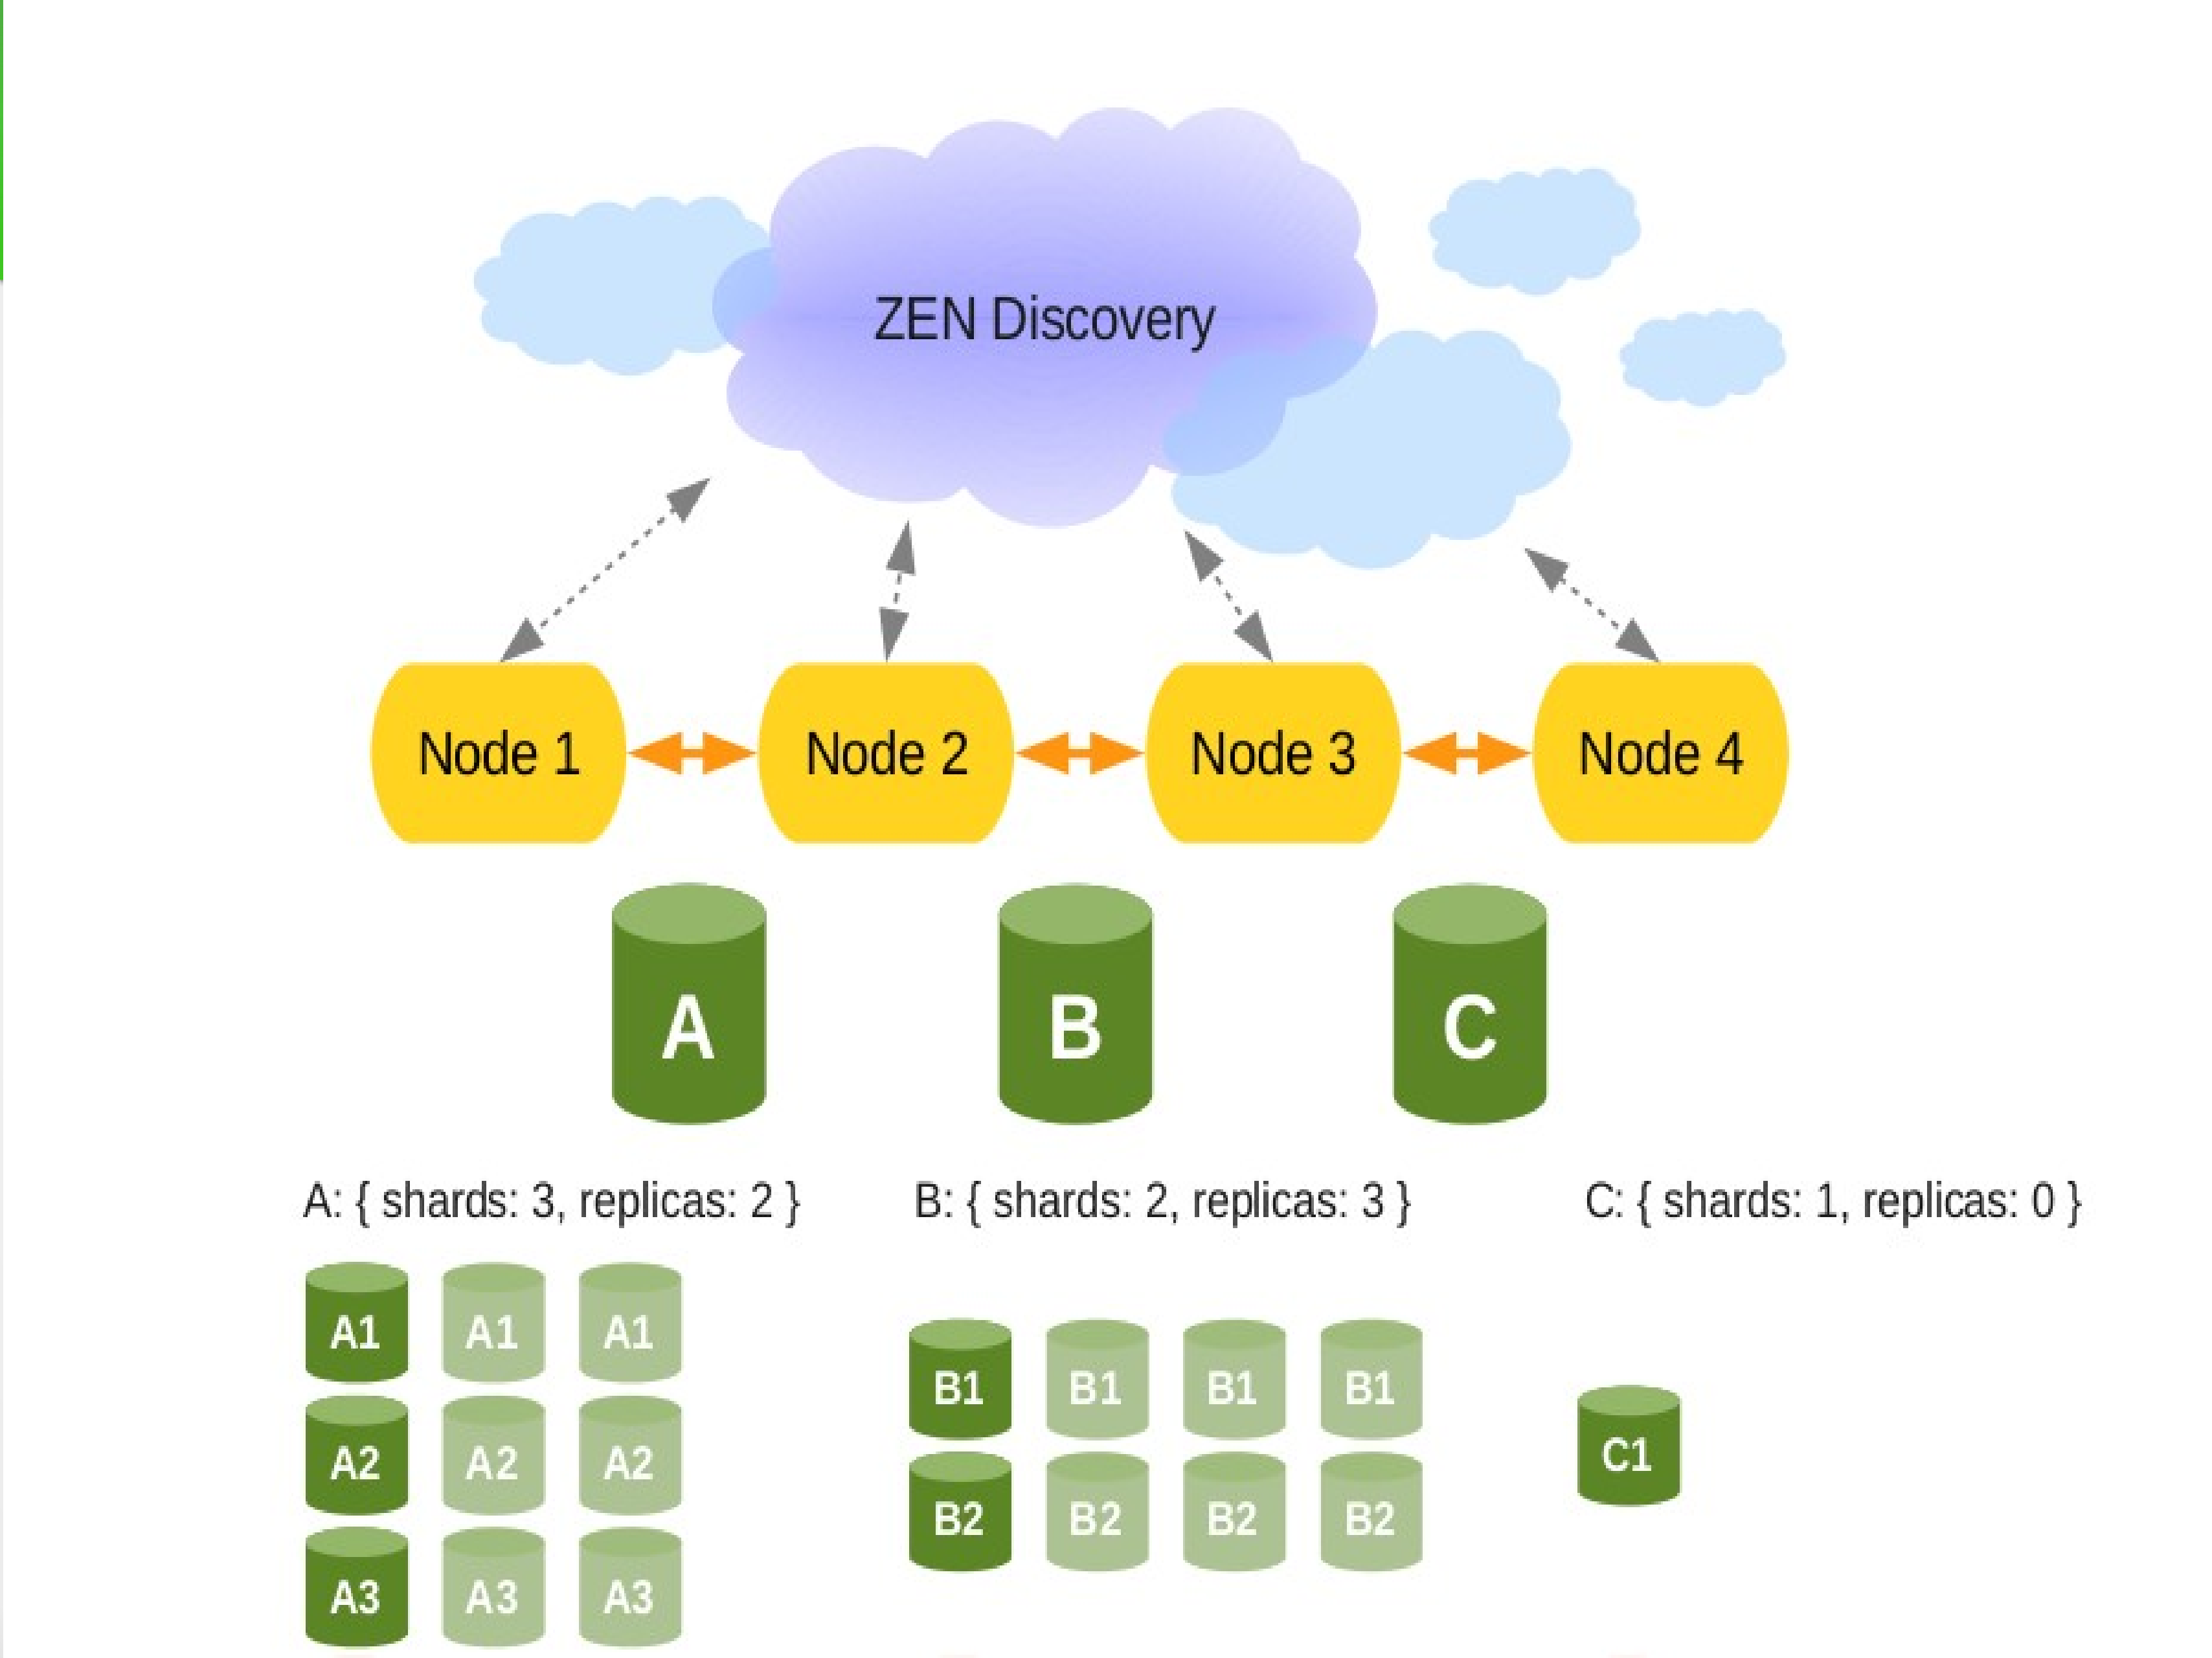 ZEN Discovery
Node 1
Node 2
Node 3
Node 4
A
B
C
A: { shards: 3, replicas: 2 }
B: { shards: 2, replicas: 3 }
C: { shards: 1, replicas: 0 }
A1 A1 A1
A2 A2 A2
A3 A3 A3
B1 B1 B1 B1
B2 B2 B2 B2
C1